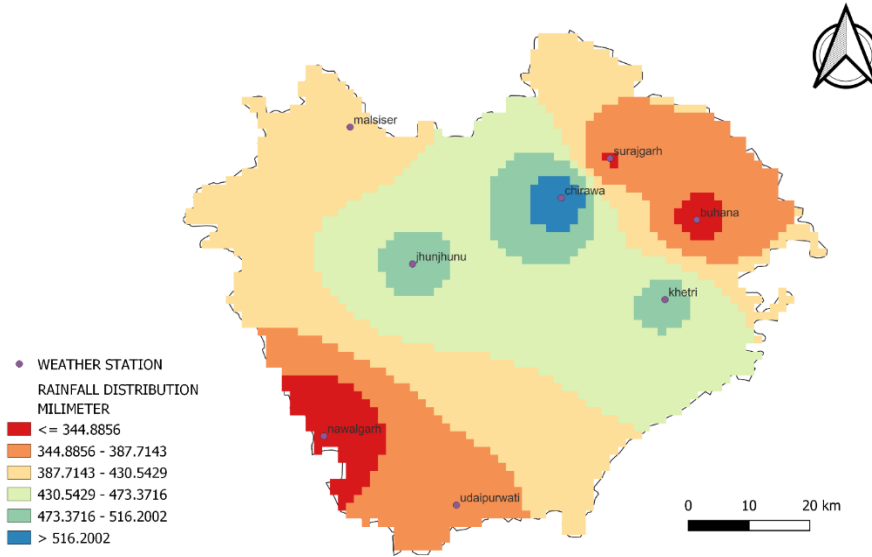 malsiser
surajgarh
chirawa
buhana
jhunjhunu
khetri
WEATHER STATION
RAINFALL DISTRIBUTION
MILIMETER
<= 344.8856
344.8856 - 387.7143
387.7143 - 430.5429
430.5429 - 473.3716
473.3716 - 516.2002
> 516.2002
nawalgarh
udaipurwati
0 10 20 km